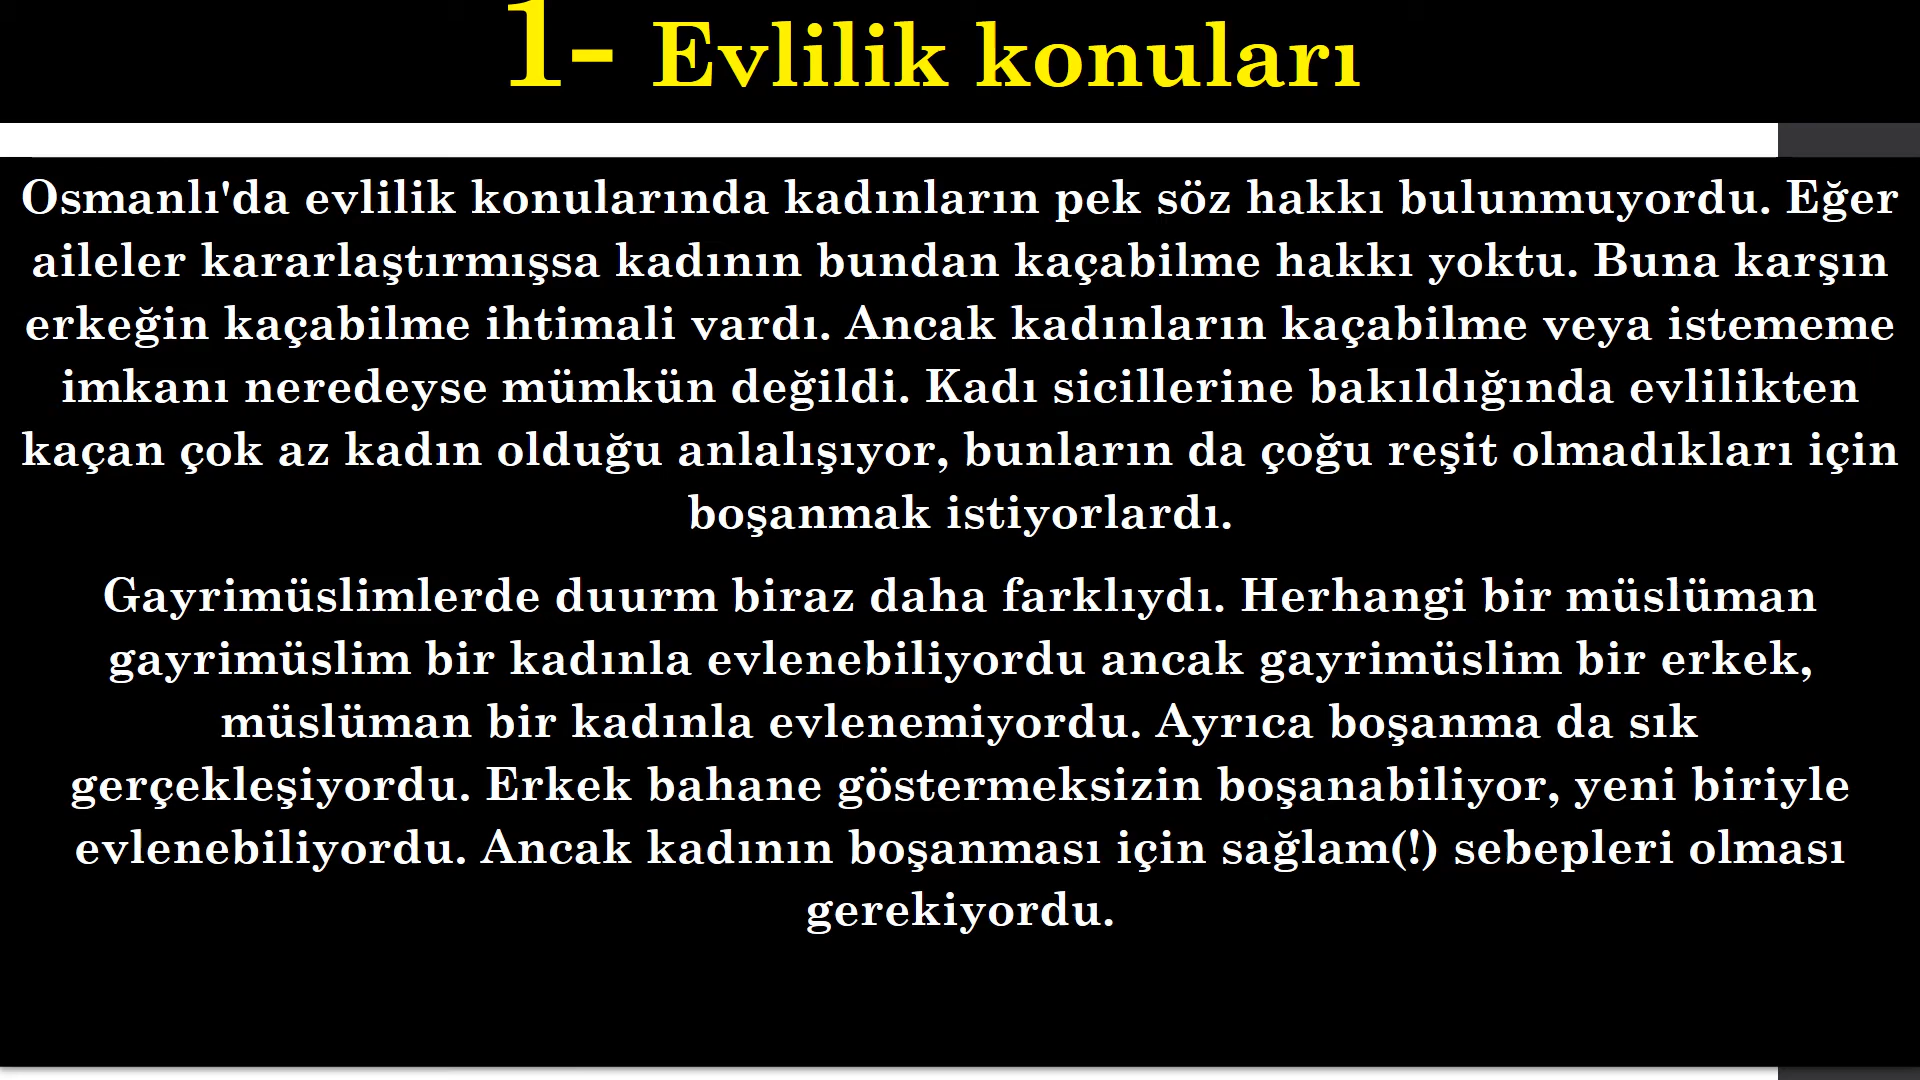 1- Evlilik konuları
Osmanlı'da evlilik konularında kadınların pek söz hakkı bulunmuyordu. Eğer
aileler kararlaştırmışsa kadının bundan kaçabilme hakkı yoktu. Buna karşın
erkeğin kaçabilme ihtimali vardı. Ancak kadınların kaçabilme veya istememe
imkanı neredeyse mümkün değildi. Kadı sicillerine bakıldığında evlilikten
kaçan çok az kadın olduğu anlalışıyor, bunların da çoğu reşit olmadıkları için
boşanmak istiyorlardı.
Gayrimüslimlerde duurm biraz daha farklıydı. Herhangi bir müslüman
gayrimüslim bir kadınla evlenebiliyordu ancak gayrimüslim bir erkek,
müslüman bir kadınla evlenemiyordu. Ayrıca boşanma da sık
gerçekleşiyordu. Erkek bahane göstermeksizin boşanabiliyor, yeni biriyle
evlenebiliyordu. Ancak kadının boşanması için sağlam(!) sebepleri olması
gerekiyordu.